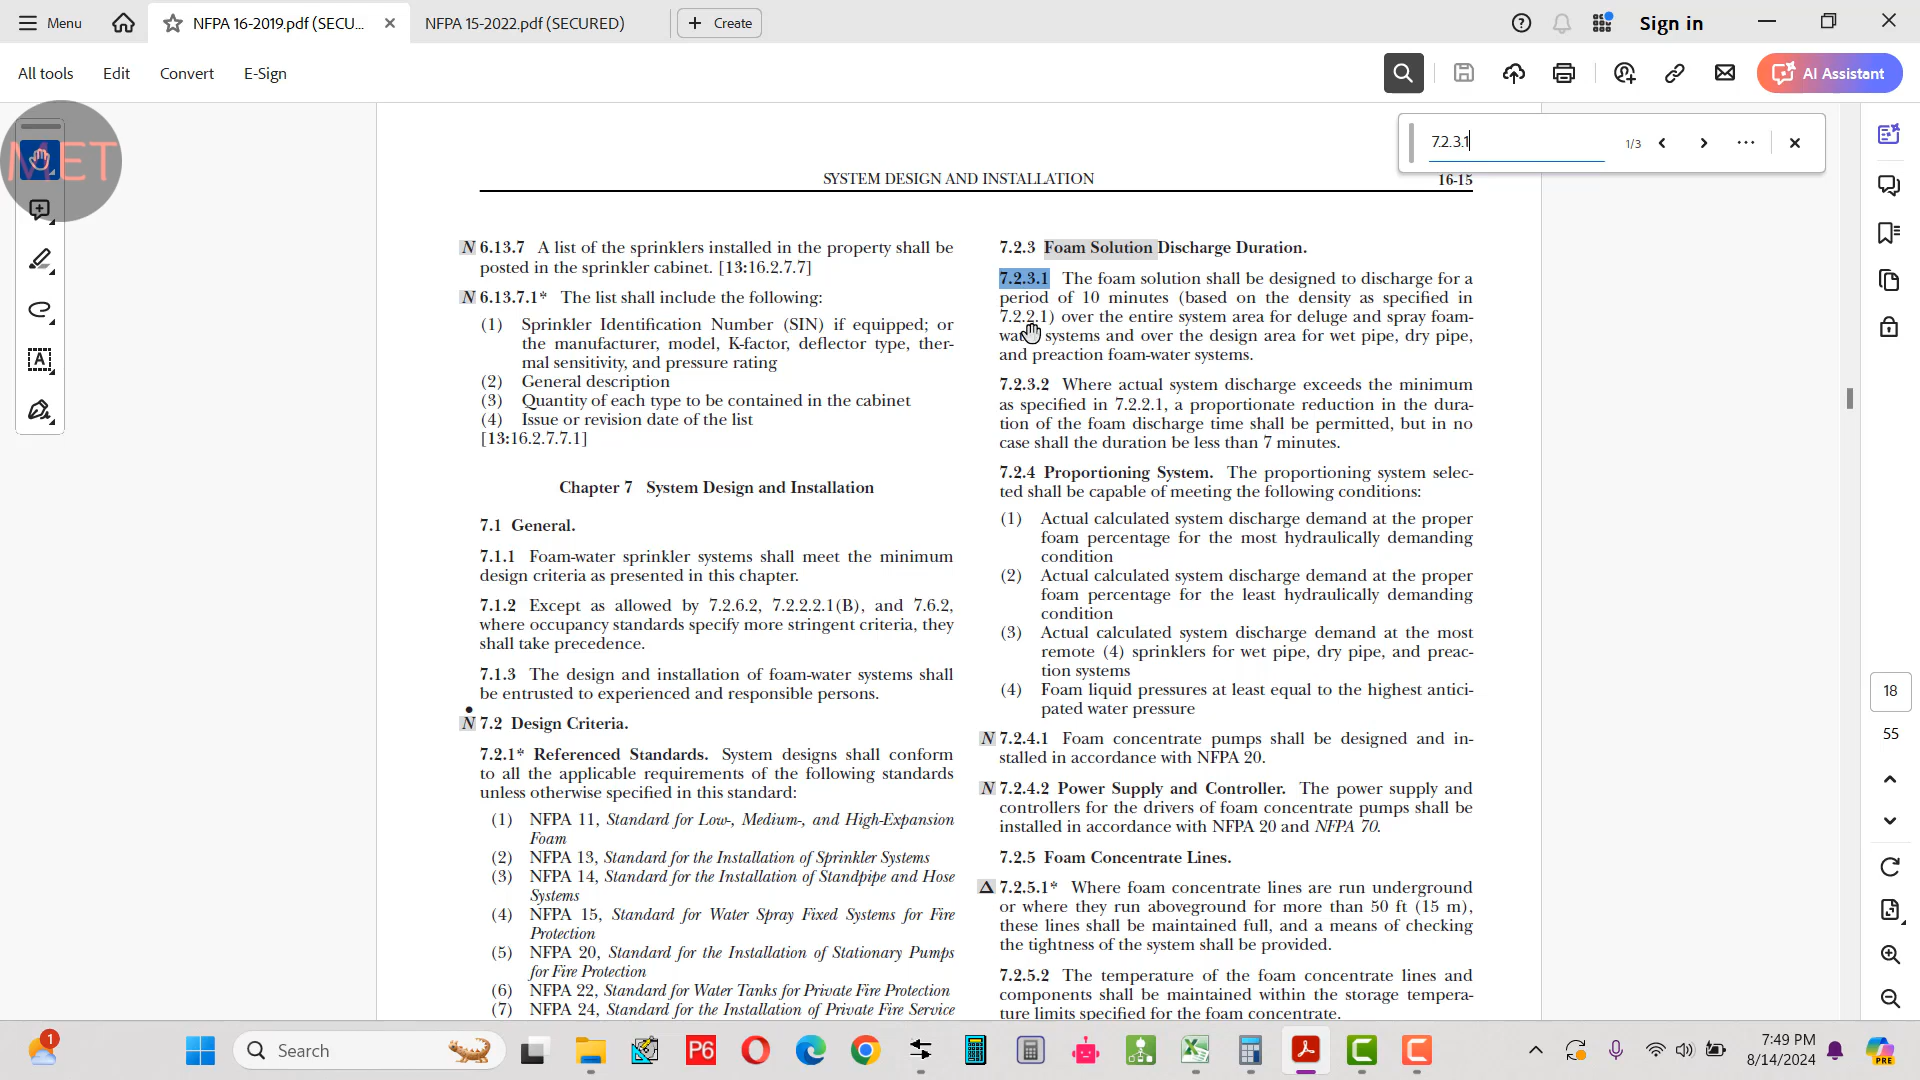 Menu
NFPA 16-2019.pdf (SECU...
NFPA 15-2022.pdf (SECURED)
Create
Sign in
All tools
Edit
Convert
E-Sign
AI Assistant
MET
7.2.3.1
1/3
SYSTEM DESIGN AND INSTALLATION
16-15
N 6.13.7 A list of the sprinklers installed in the property shall be
posted in the sprinkler cabinet. [13:16.2.7.7]
N 6.13.7.1* The list shall include the following:
(1) Sprinkler Identification Number (SIN) if equipped; or
the manufacturer, model, K-factor, deflector type, ther-
mal sensitivity, and pressure rating
(2) General description
(3) Quantity of each type to be contained in the cabinet
(4) Issue or revision date of the list
[13:16.2.7.7.1]
Chapter 7 System Design and Installation
7.1 General.
7.1.1 Foam-water sprinkler systems shall meet the minimum
design criteria as presented in this chapter.
7.1.2 Except as allowed by 7.2.6.2, 7.2.2.2.1(B), and 7.6.2,
where occupancy standards specify more stringent criteria, they
shall take precedence.
7.1.3 The design and installation of foam-water systems shall
be entrusted to experienced and responsible persons.
N 7.2 Design Criteria.
7.2.1* Referenced Standards. System designs shall conform
to all the applicable requirements of the following standards
unless otherwise specified in this standard:
(1) NFPA 11, Standard for Low-, Medium-, and High-Expansion
Foam
(2) NFPA 13, Standard for the Installation of Sprinkler Systems
(3) NFPA 14, Standard for the Installation of Standpipe and Hose
Systems
(4) NFPA 15, Standard for Water Spray Fixed Systems for Fire
Protection
(5) NFPA 20, Standard for the Installation of Stationary Pumps
for Fire Protection
(6) NFPA 22, Standard for Water Tanks for Private Fire Protection
(7) NFPA 24, Standard for the Installation of Private Fire Service
7.2.3 Foam Solution Discharge Duration.
7.2.3.1 The foam solution shall be designed to discharge for a
period of 10 minutes (based on the density as specified in
7.2.2.1) over the entire system area for deluge and spray foam-
systems and over the design area for wet pipe, dry pipe,
and preaction foam-water systems.
7.2.3.2 Where actual system discharge exceeds the minimum
as specified in 7.2.2.1, a proportionate reduction in the dura-
tion of the foam discharge time shall be permitted, but in no
case shall the duration be less than 7 minutes.
7.2.4 Proportioning System. The proportioning system selec-
ted shall be capable of meeting the following conditions:
(1) Actual calculated system discharge demand at the proper
foam percentage for the most hydraulically demanding
condition
(2) Actual calculated system discharge demand at the proper
foam percentage for the least hydraulically demanding
condition
(3) Actual calculated system discharge demand at the most
remote (4) sprinklers for wet pipe, dry pipe, and preac-
tion systems
(4) Foam liquid pressures at least equal to the highest antici-
pated water pressure
N 7.2.4.1 Foam concentrate pumps shall be designed and in-
stalled in accordance with NFPA 20.
N 7.2.4.2 Power Supply and Controller. The power supply and
controllers for the drivers of foam concentrate pumps shall be
installed in accordance with NFPA 20 and NFPA 70.
7.2.5 Foam Concentrate Lines.
Δ 7.2.5.1* Where foam concentrate lines are run underground
or where they run aboveground for more than 50 ft (15 m),
these lines shall be maintained full, and a means of checking
the tightness of the system shall be provided.
7.2.5.2 The temperature of the foam concentrate lines and
components shall be maintained within the storage tempera-
ture limits specified for the foam concentrate.
18
55
1
Search
P6
PRE
7:49 PM
8/14/2024